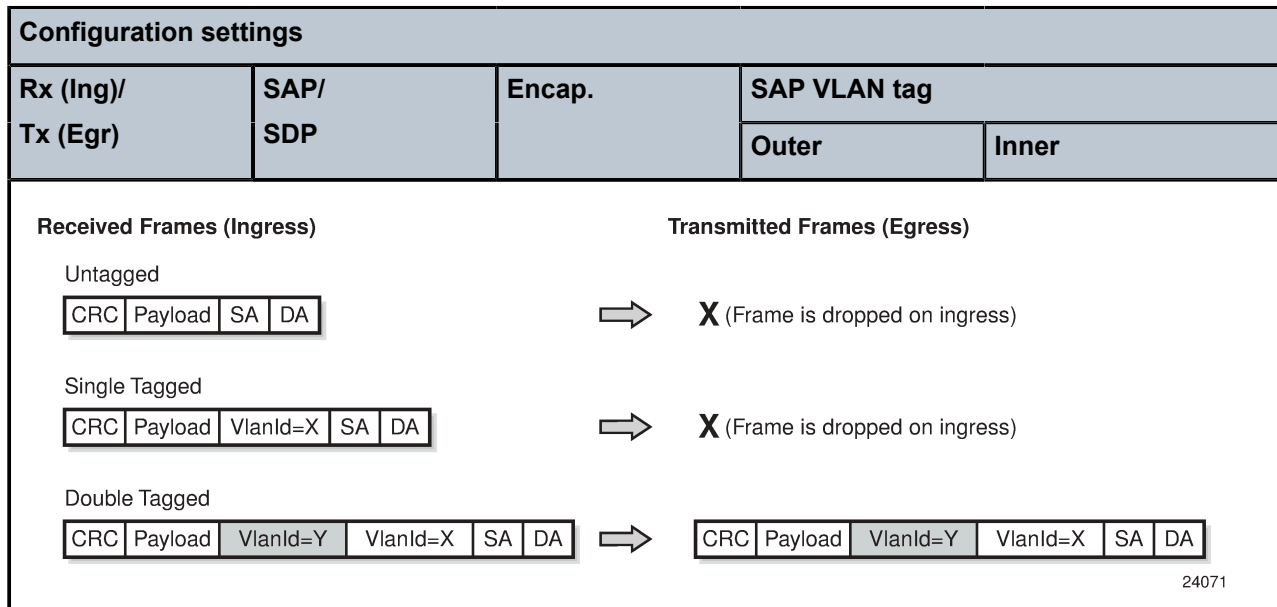 Configuration settings
Rx (Ing)/ SAP/ Encap. SAP VLAN tag
Tx (Egr) SDP Outer Inner
Received Frames (Ingress) Transmitted Frames (Egress)
Untagged
CRC Payload SA DA X (Frame is dropped on ingress)
Single Tagged
CRC Payload VlanId=X SA DA X (Frame is dropped on ingress)
Double Tagged
CRC Payload VlanId=Y VlanId=X SA DA CRC Payload VlanId=Y VlanId=X SA DA
24071